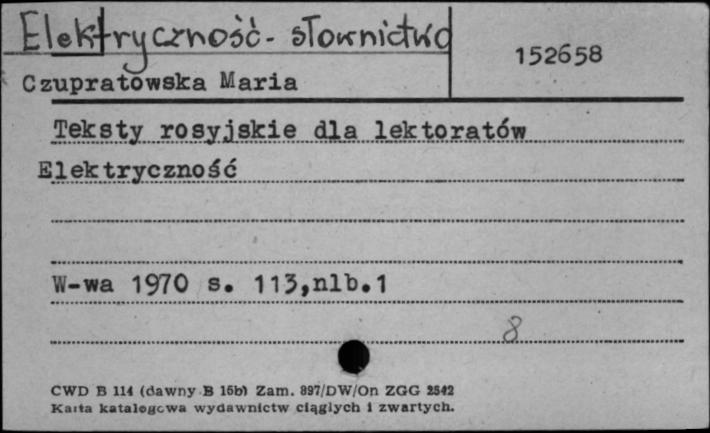 Elektryczność - słownictwo
152658
Czupratowska Maria
Teksty rosyjskie dla lektoratów
Elektryczność
W-wa 1970 s. 113,nlb.1
8
CWD B 114 (dawny B 15b) Zam. 897/DW/On ZGG 2542
Karta katalogowa wydawnictw ciągłych i zwartych.